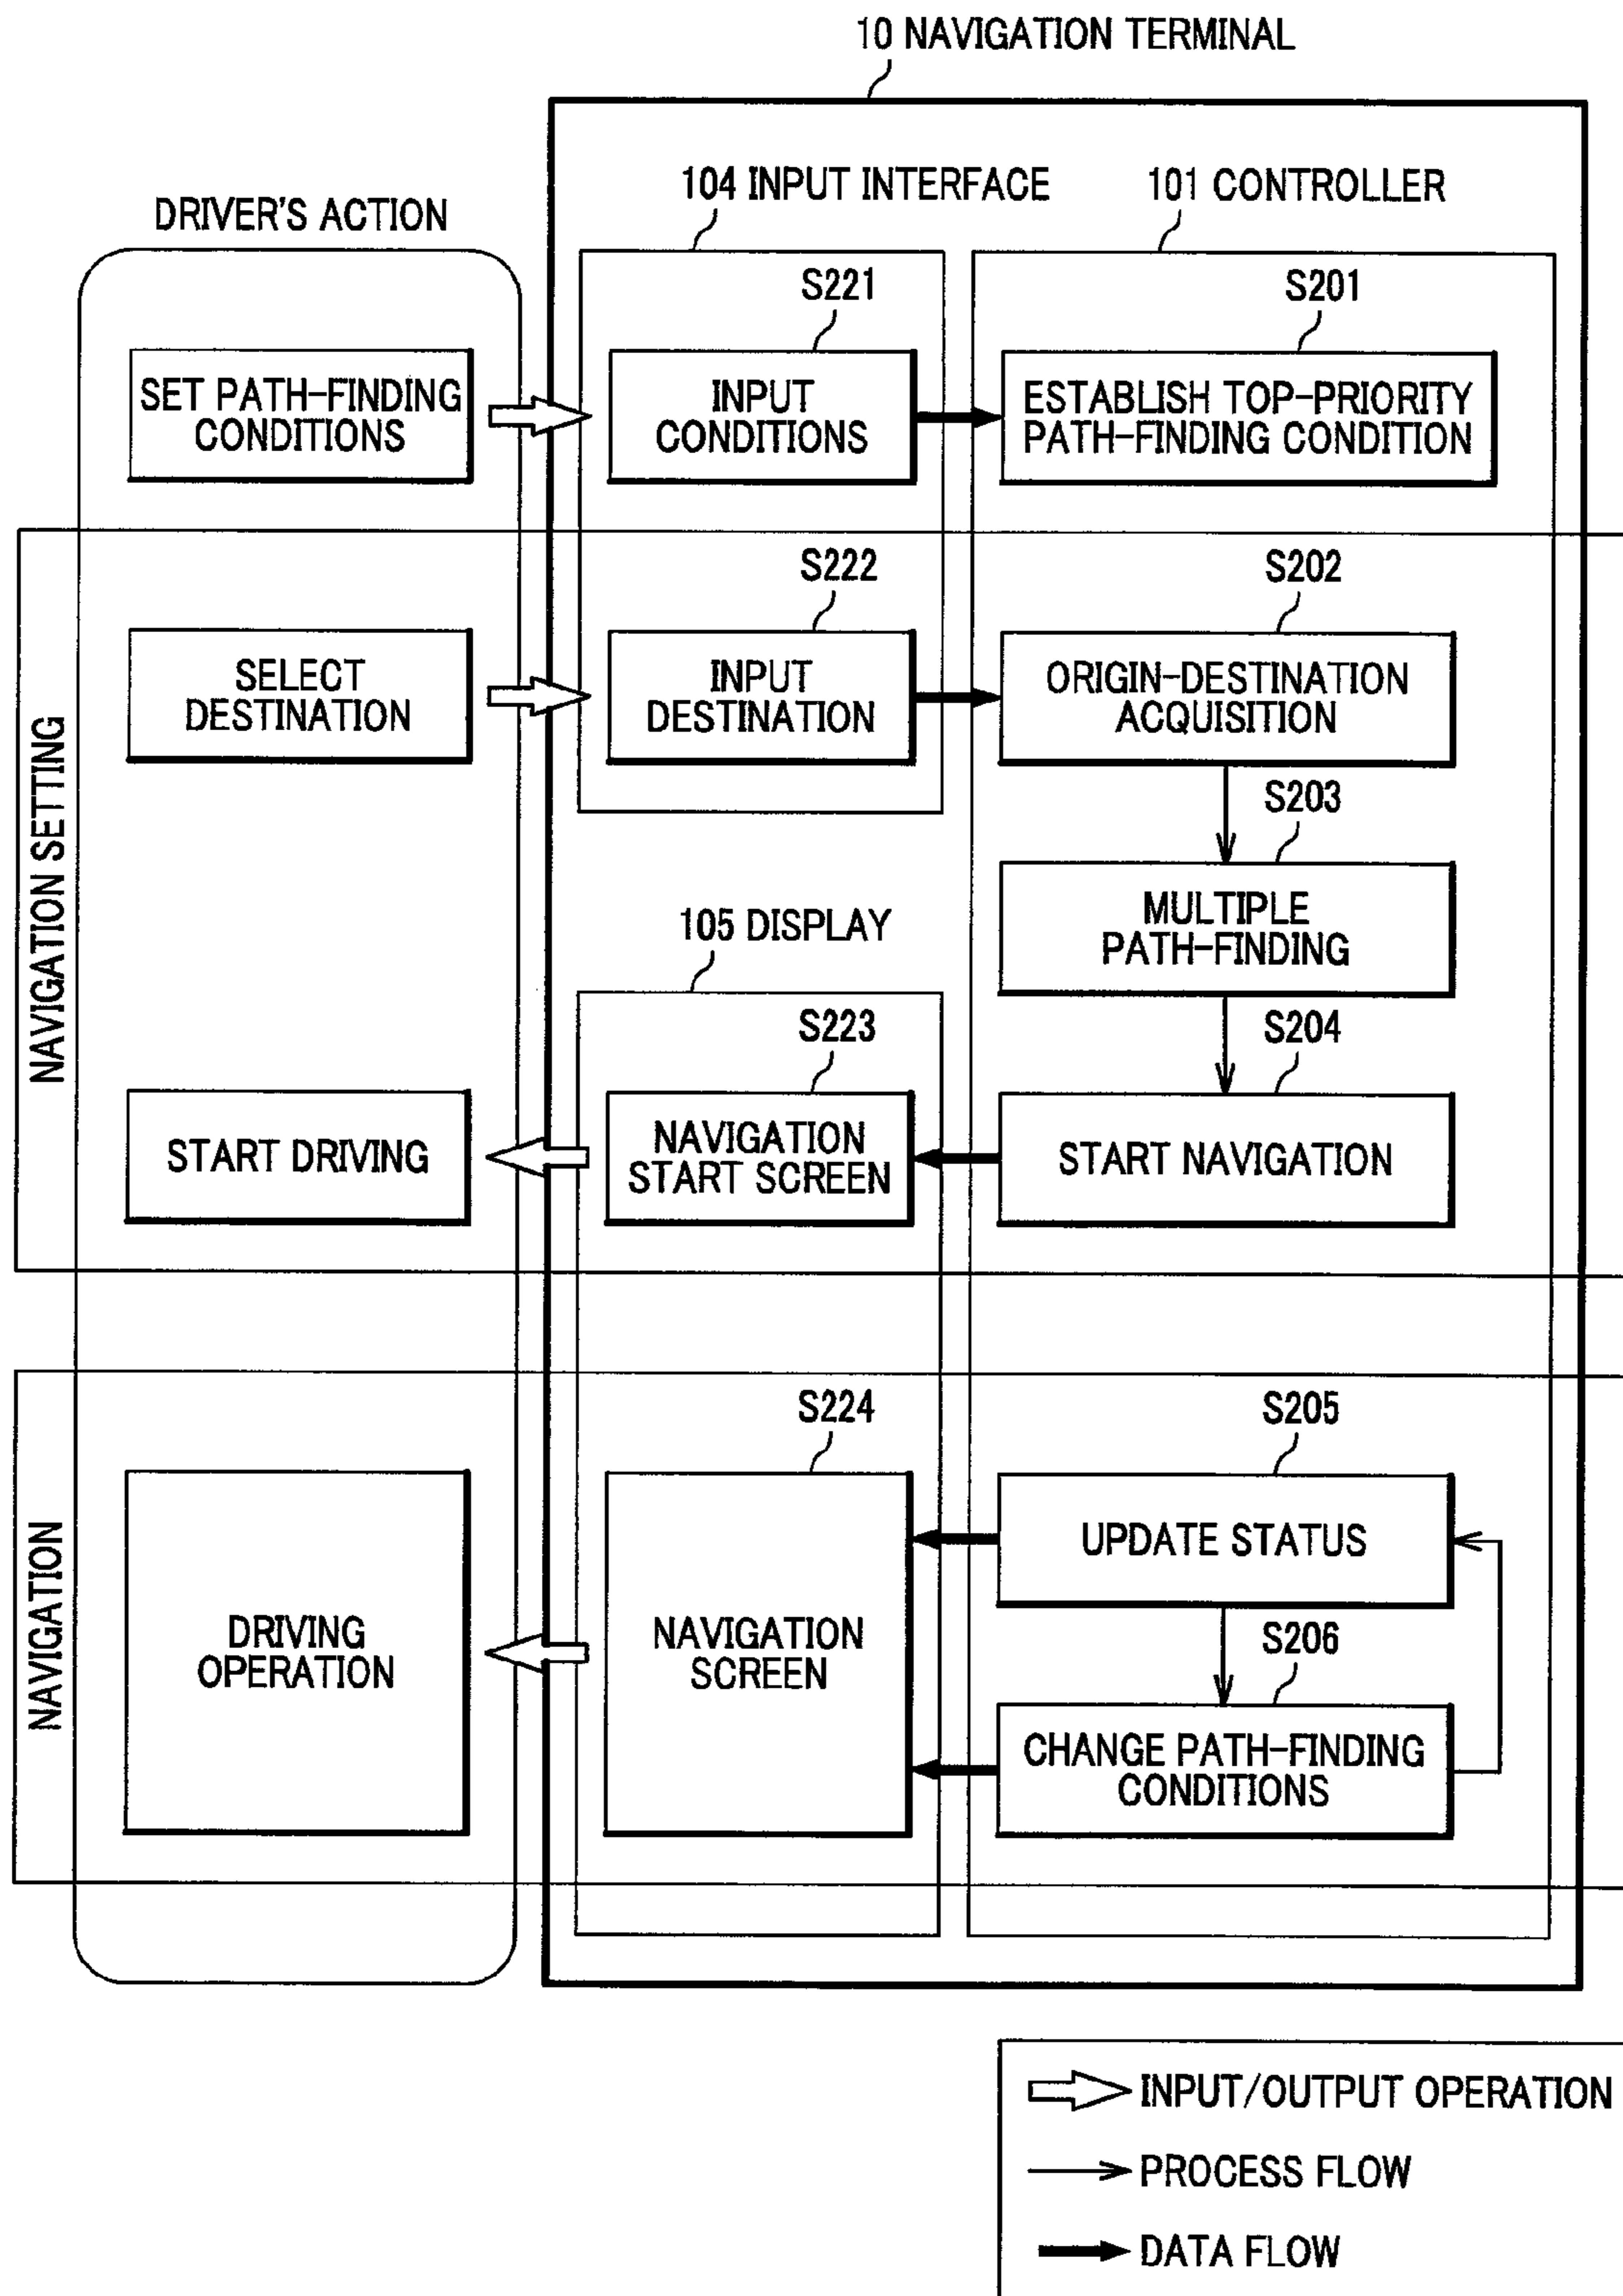 10 NAVIGATION TERMINAL
104 INPUT INTERFACE
101 CONTROLLER
DRIVER'S ACTION
S221
S201
SET PATH-FINDING
CONDITIONS
INPUT
CONDITIONS
ESTABLISH TOP-PRIORITY
PATH-FINDING CONDITION
NAVIGATION SETTING
S222
S202
SELECT
DESTINATION
INPUT
DESTINATION
ORIGIN-DESTINATION
ACQUISITION
S203
MULTIPLE
PATH-FINDING
105 DISPLAY
S223
S204
START DRIVING
NAVIGATION
START SCREEN
START NAVIGATION
NAVIGATION
S224
S205
DRIVING
OPERATION
NAVIGATION
SCREEN
UPDATE STATUS
S206
CHANGE PATH-FINDING
CONDITIONS
INPUT/OUTPUT OPERATION
PROCESS FLOW
DATA FLOW